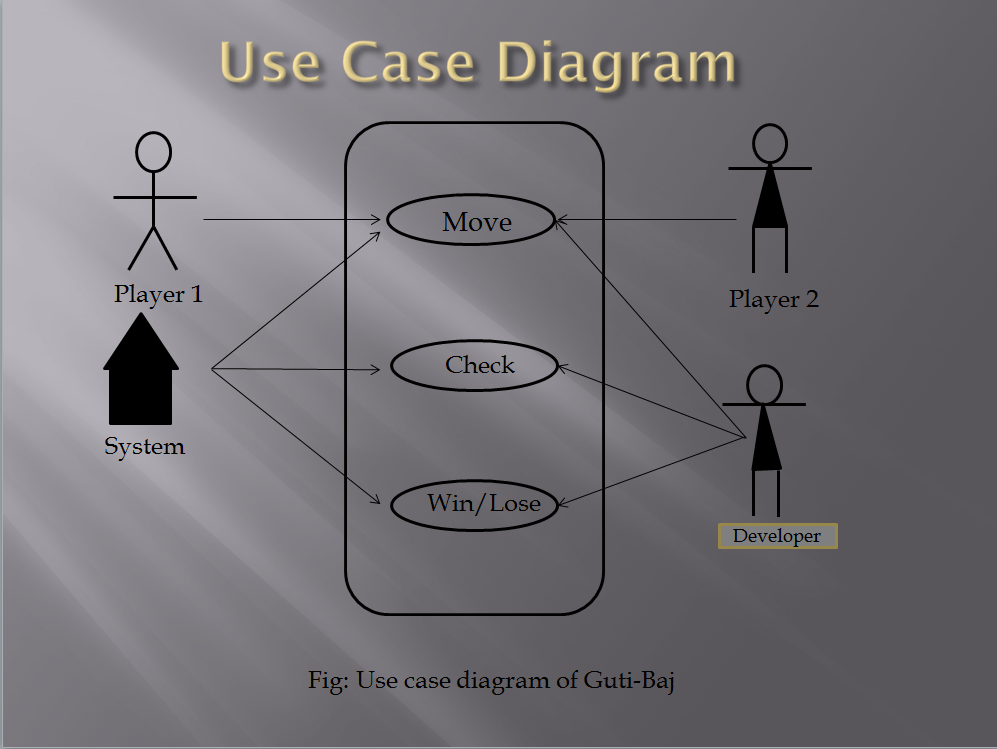 Use Case Diagram
Move
Player 1
Player 2
Check
System
Win/Lose
Developer
Fig: Use case diagram of Guti-Baj